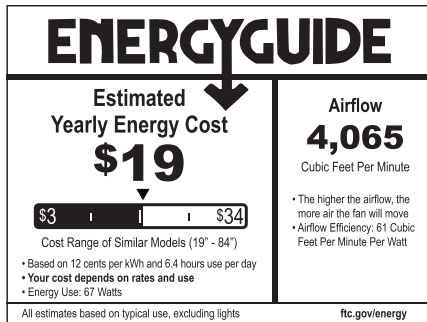 ENERGYGUIDE
Estimated
Yearly Energy Cost
$19
$3
$34
Cost Range of Similar Models (19" - 84")
• Based on 12 cents per kWh and 6.4 hours use per day
• Your cost depends on rates and use
• Energy Use: 67 Watts
Airflow
4,065
Cubic Feet Per Minute
• The higher the airflow, the
more air the fan will move
• Airflow Efficiency: 61 Cubic
Feet Per Minute Per Watt
All estimates based on typical use, excluding lights
ftc.gov/energy